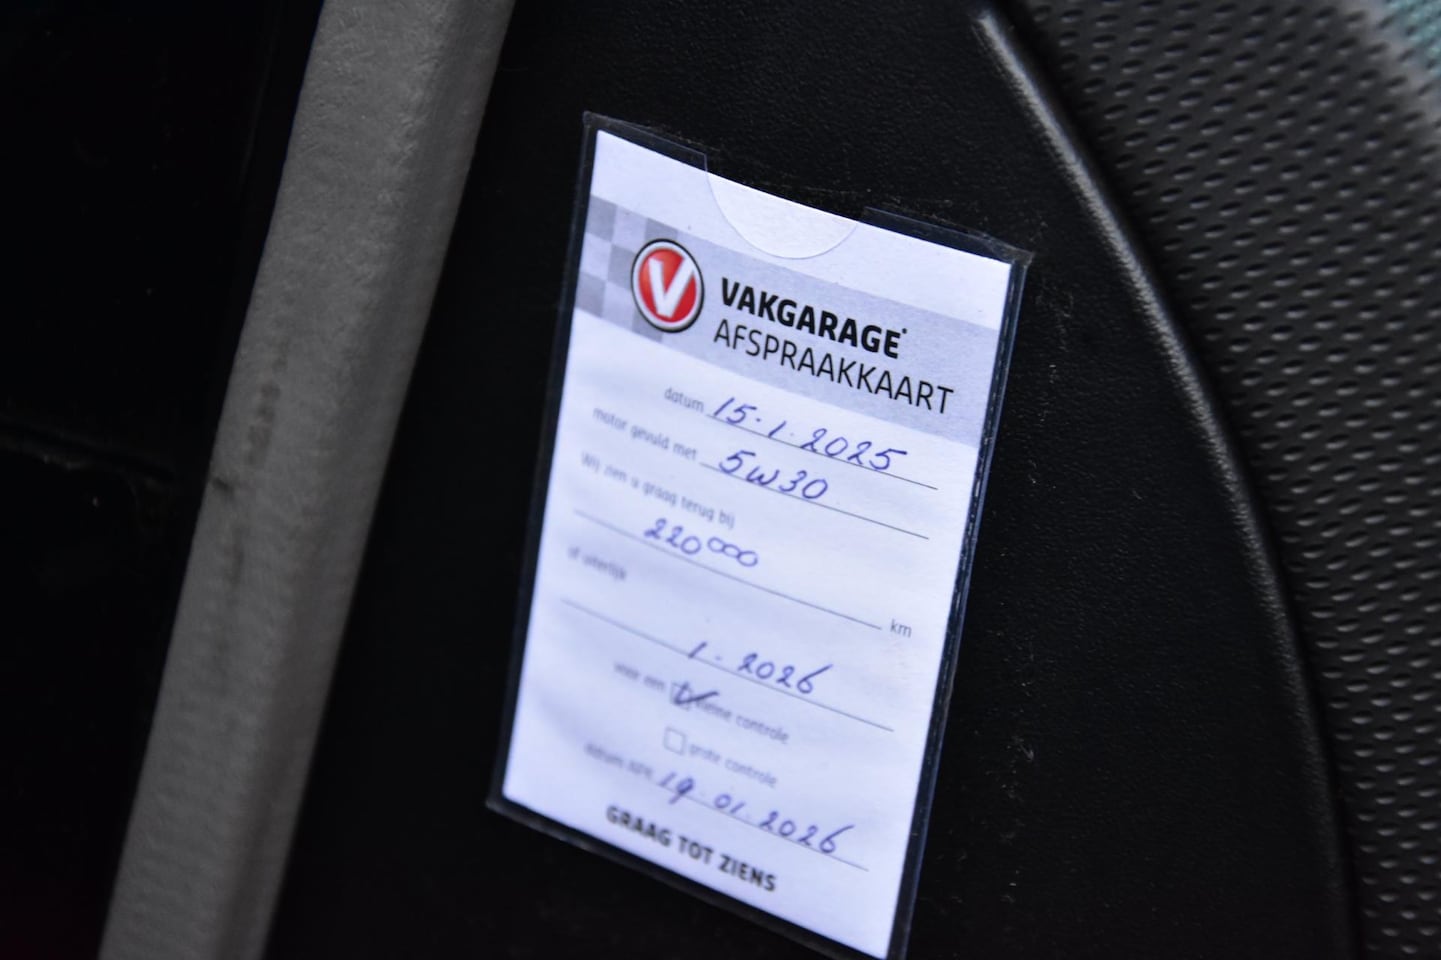 V
VAKGARAGE
AFSPRAAKKAART
datum 15.1.2025
motor gevuld met 5W30
Wij zien u graag terug bij
220000 km
of uiterlijk
1.2026
voor een kleine controle
grote controle
datum APK 19.01.2026
GRAAG TOT ZIENS